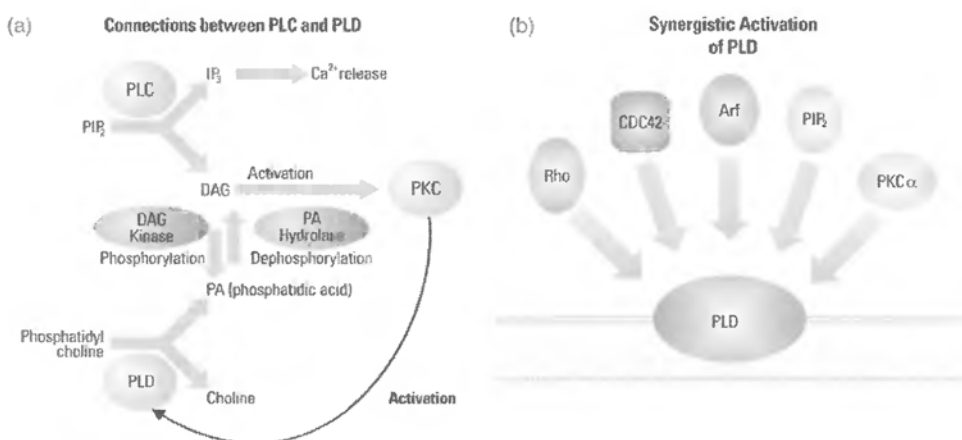 (a)
Connections between PLC and PLD
PLC
IP3
Ca2+ release
PIP2
DAG
Activation
PKC
DAG
Kinase
PA
Hydrolase
Phosphorylation
Dephosphorylation
PA (phosphatidic acid)
Phosphatidyl
choline
PLD
Choline
Activation
(b)
Synergistic Activation
of PLD
Rho
CDC42
Arf
PIP2
PKCα
PLD